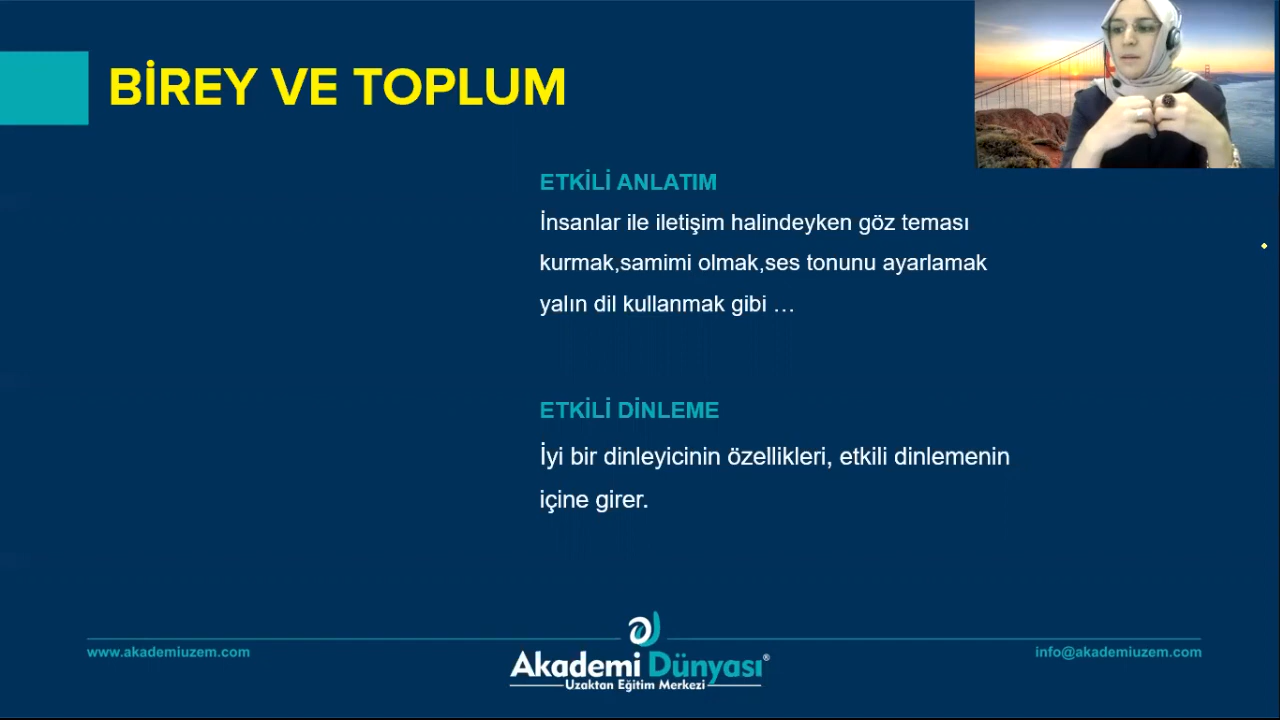 BİREY VE TOPLUM
ETKİLİ ANLATIM
İnsanlar ile iletişim halindeyken göz teması
kurmak,samimi olmak,ses tonunu ayarlamak
yalın dil kullanmak gibi …
ETKİLİ DİNLEME
İyi bir dinleyicinin özellikleri, etkili dinlemenin
içine girer.
www.akademiuzem.com
Akademi Dünyası®
Uzaktan Eğitim Merkezi
info@akademiuzem.com